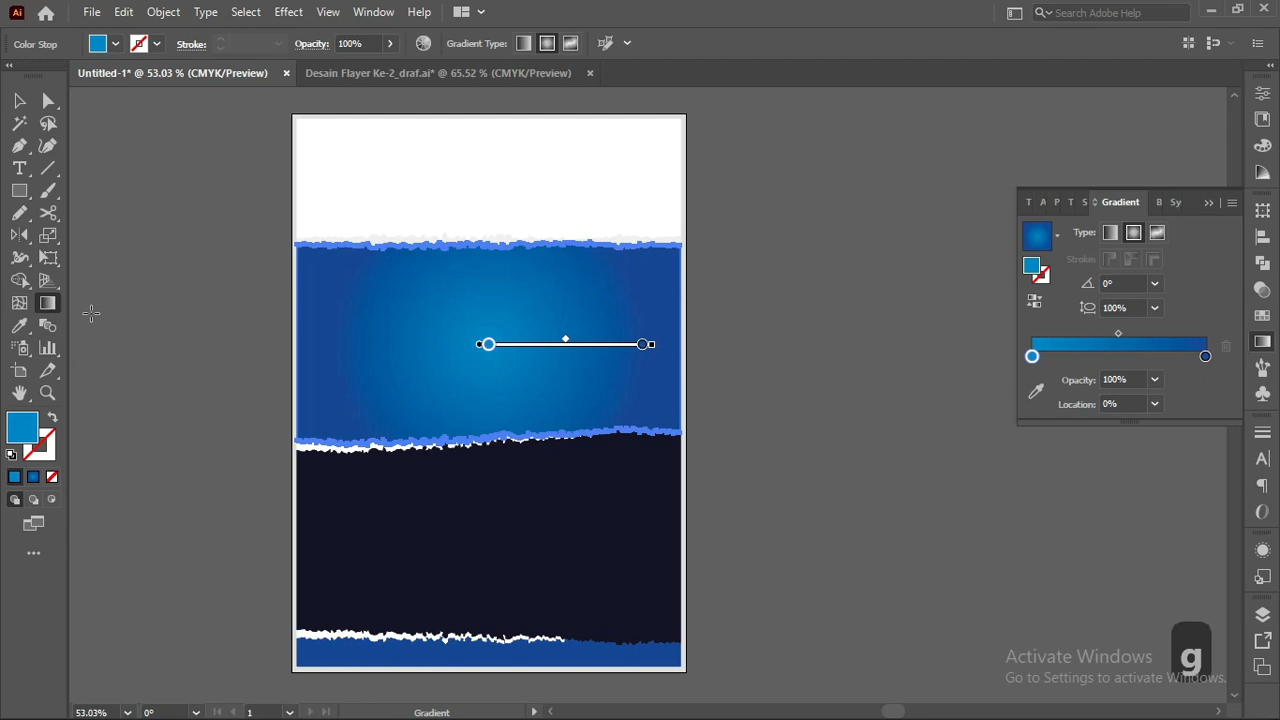 Ai File Edit Object Type Select Effect View Window Help Search Adobe Help
Color Stop Stroke: Opacity: 100% Gradient Type:
Untitled-1* @ 53.03 % (CMYK/Preview) × Desain Flayer Ke-2_draf.ai* @ 65.52 % (CMYK/Preview) ×
T A P T S Gradient B Sy
Type:
Stroke:
0°
100%
Opacity: 100%
Location: 0%
Activate Windows
Go to Settings to activate Windows.
g
53.03% 0° 1 Gradient